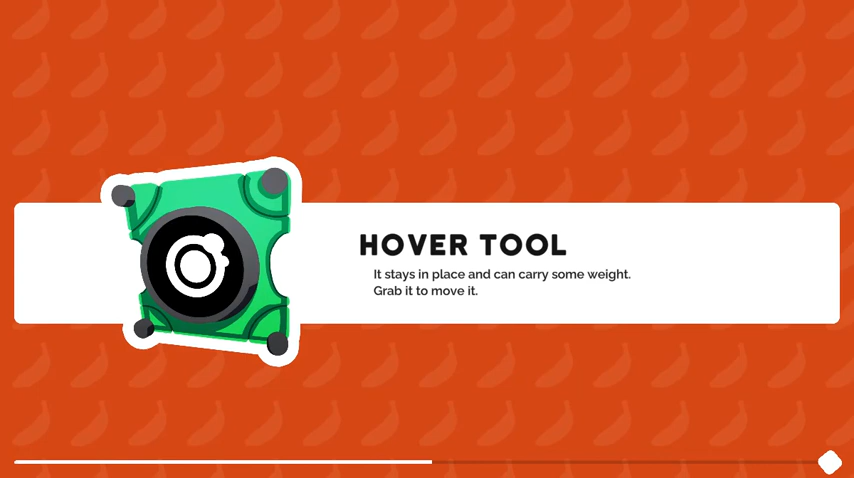 HOVER TOOL
It stays in place and can carry some weight.
Grab it to move it.